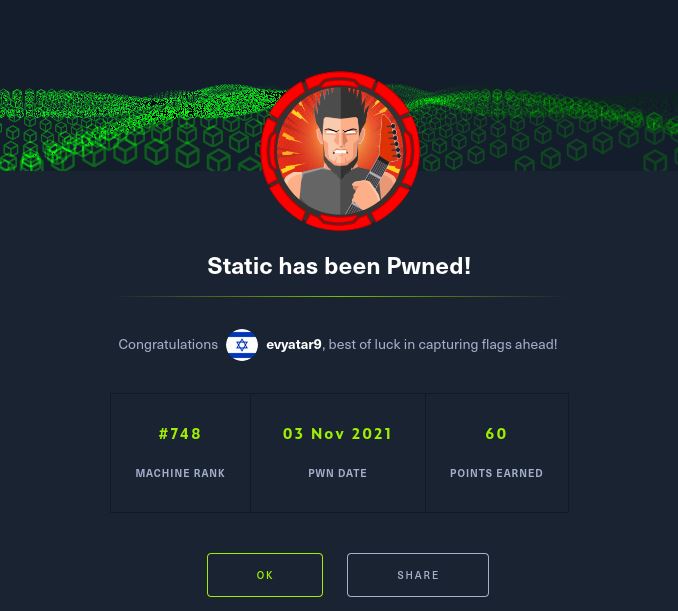 Static has been Pwned!
Congratulations evyatar9, best of luck in capturing flags ahead!
#748 03 Nov 2021 60
MACHINE RANK PWN DATE POINTS EARNED
OK SHARE